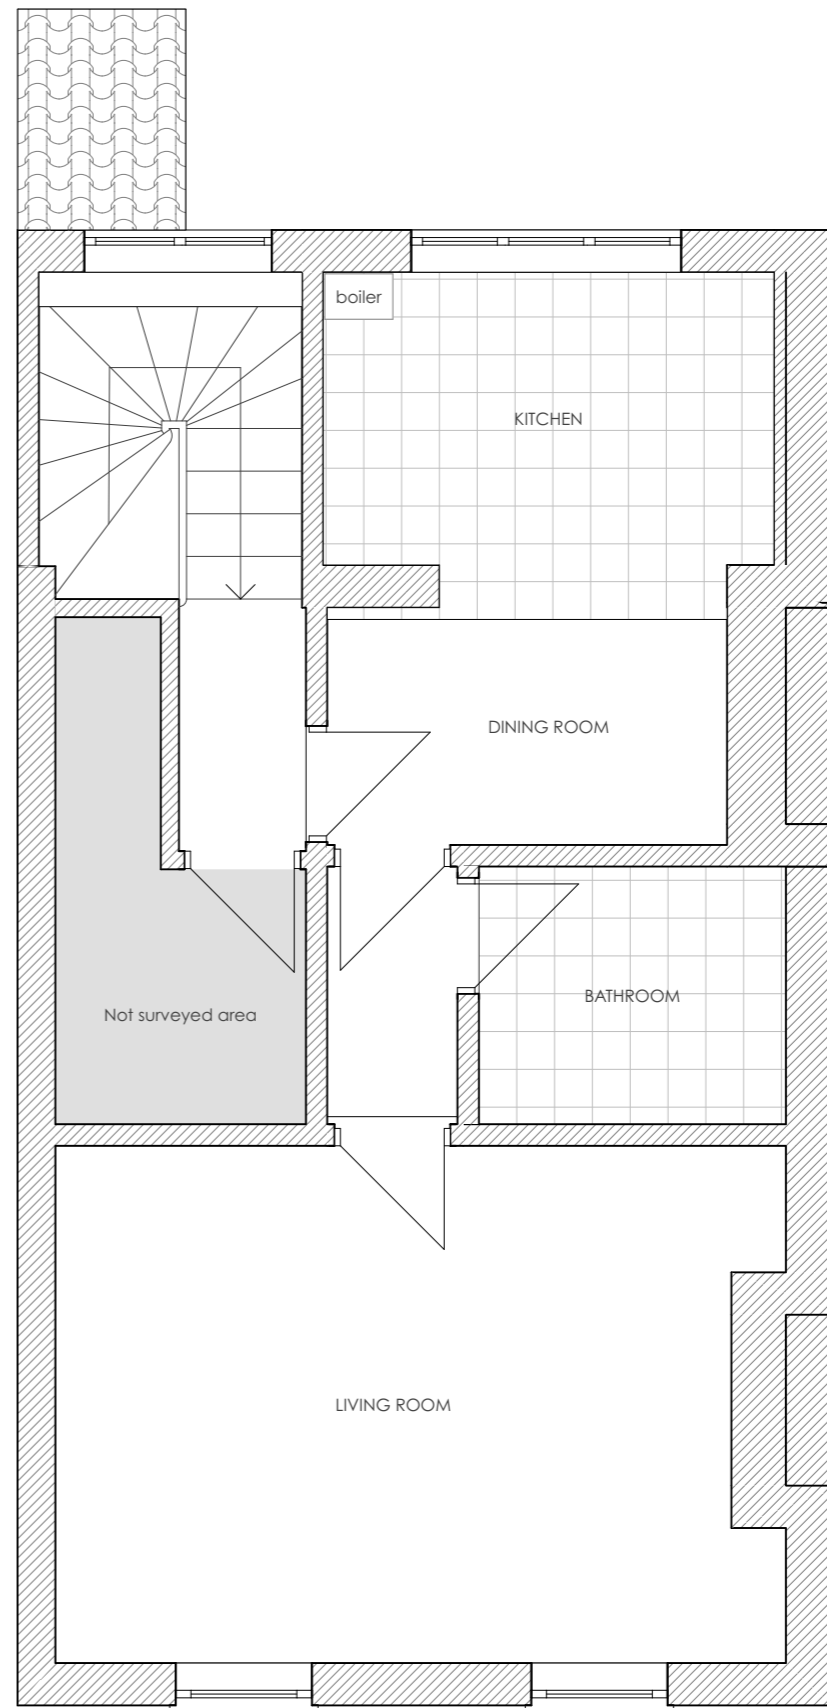 boiler
KITCHEN
DINING ROOM
BATHROOM
Not surveyed area
LIVING ROOM